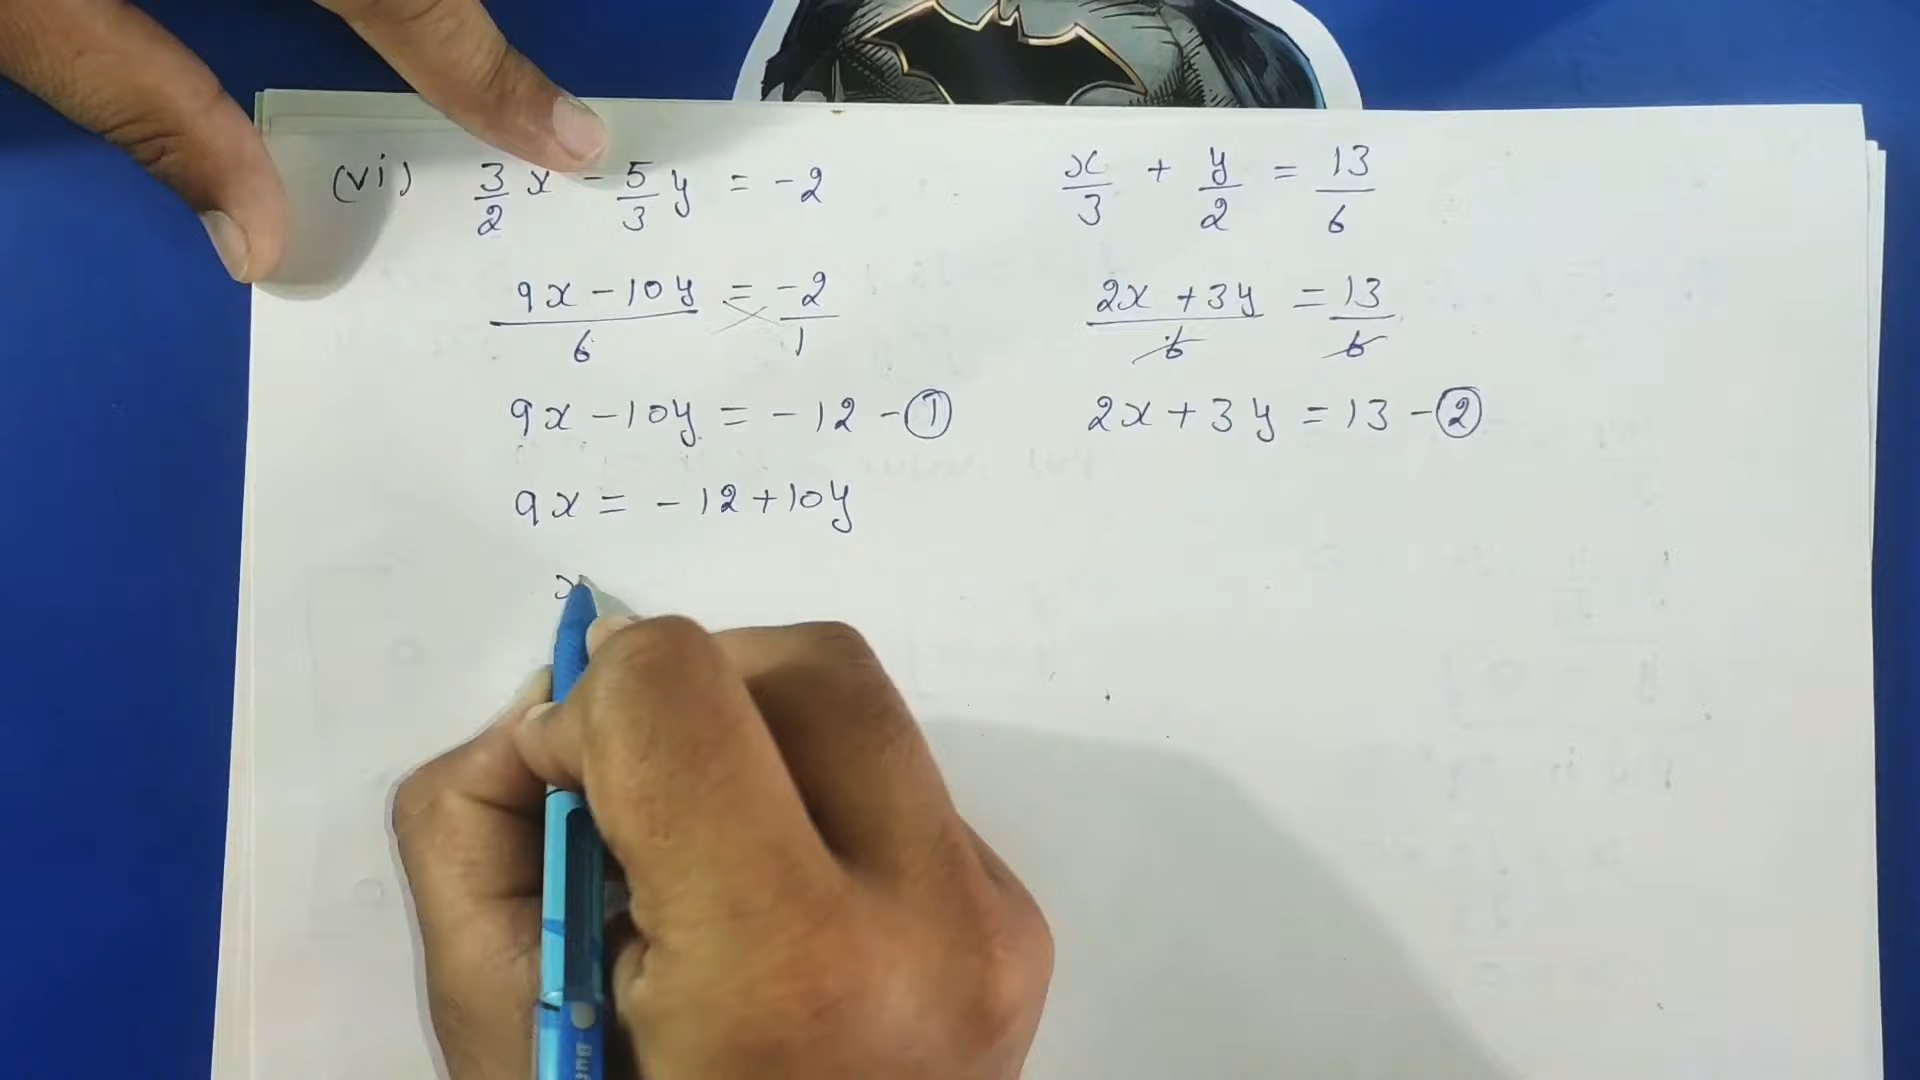 (vi) 3/2 x - 5/3 y = -2
x/3 + y/2 = 13/6
9x - 10y / 6 = -2/1
2x + 3y / 6 = 13/6
9x - 10y = -12 - ①
2x + 3y = 13 - ②
9x = -12 + 10y
x